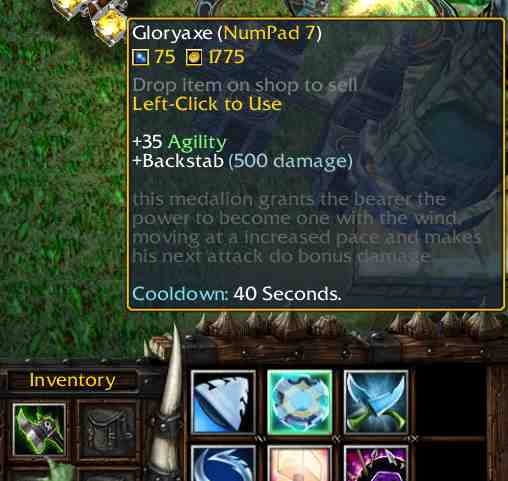 Gloryaxe (NumPad 7)
75 1775
Drop item on shop to sell
Left-Click to Use
+35 Agility
+Backstab (500 damage)
this medalion grants the bearer the
power to become one with the wind,
moving at a increased pace and makes
his next attack do bonus damage
Cooldown: 40 Seconds.
Inventory